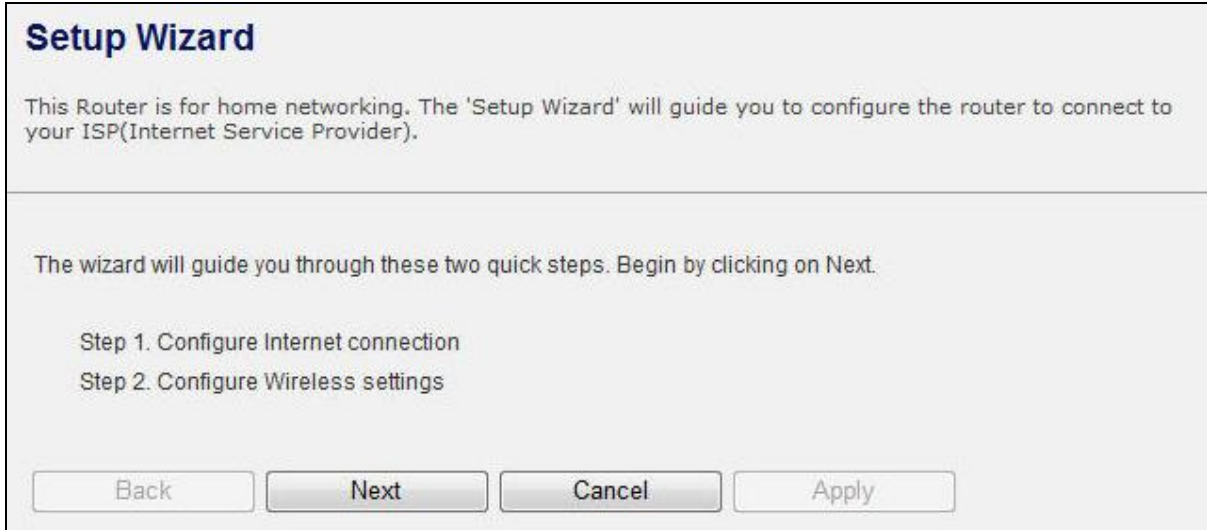 Setup Wizard
This Router is for home networking. The 'Setup Wizard' will guide you to configure the router to connect to
your ISP(Internet Service Provider).
The wizard will guide you through these two quick steps. Begin by clicking on Next.
Step 1. Configure Internet connection
Step 2. Configure Wireless settings
Back Next Cancel Apply